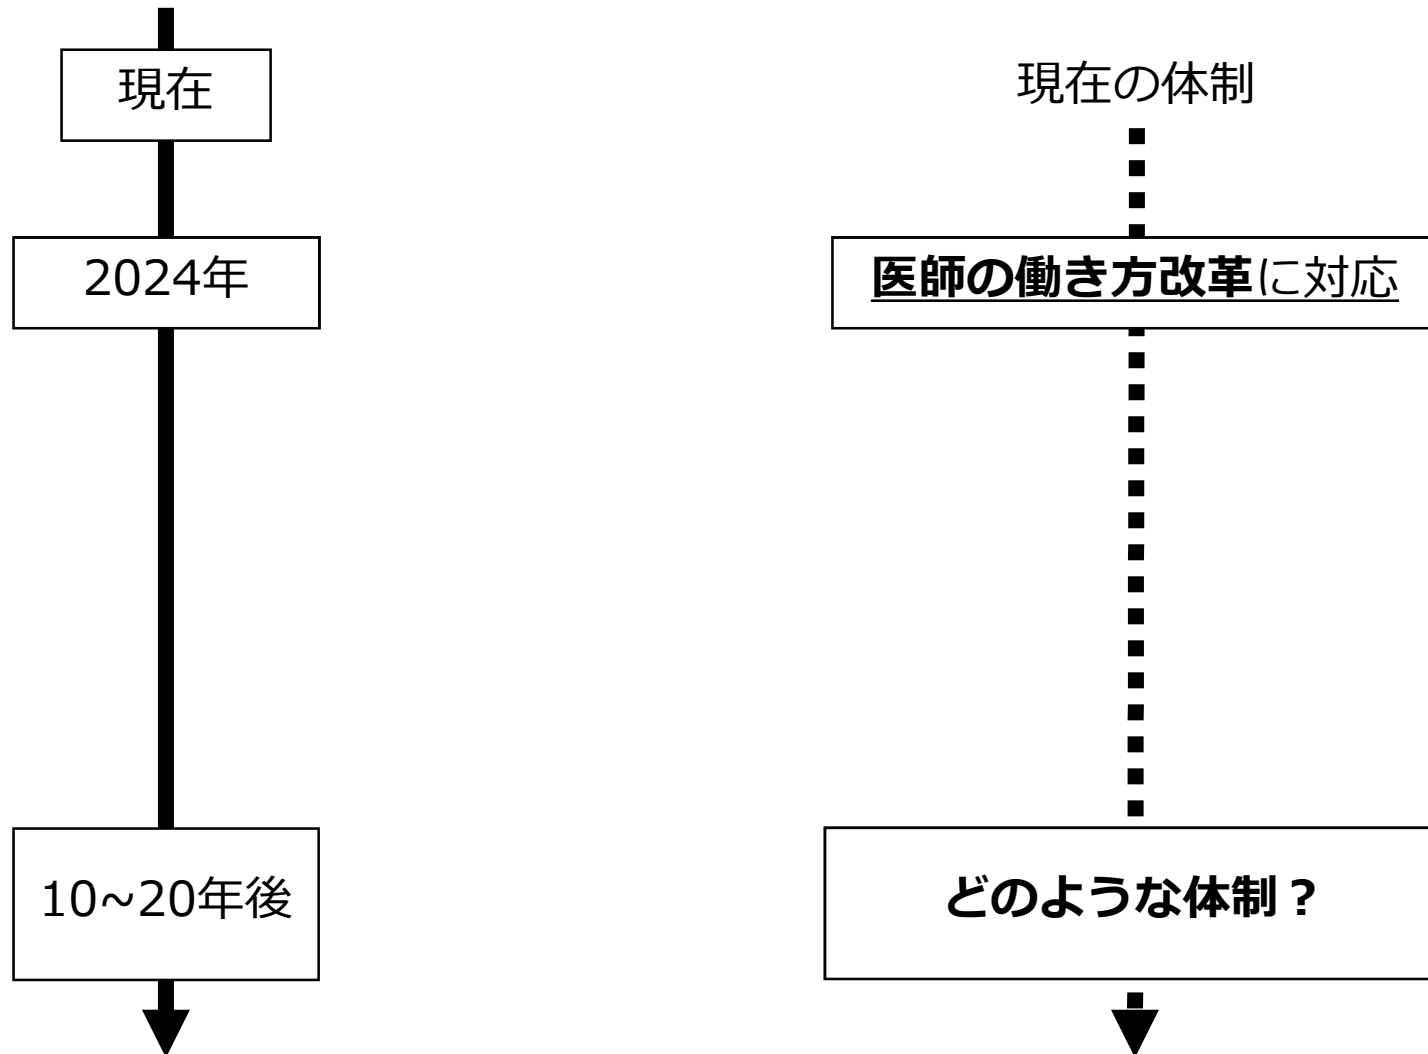 現在
現在の体制
2024年
医師の働き方改革に対応
10~20年後
どのような体制？